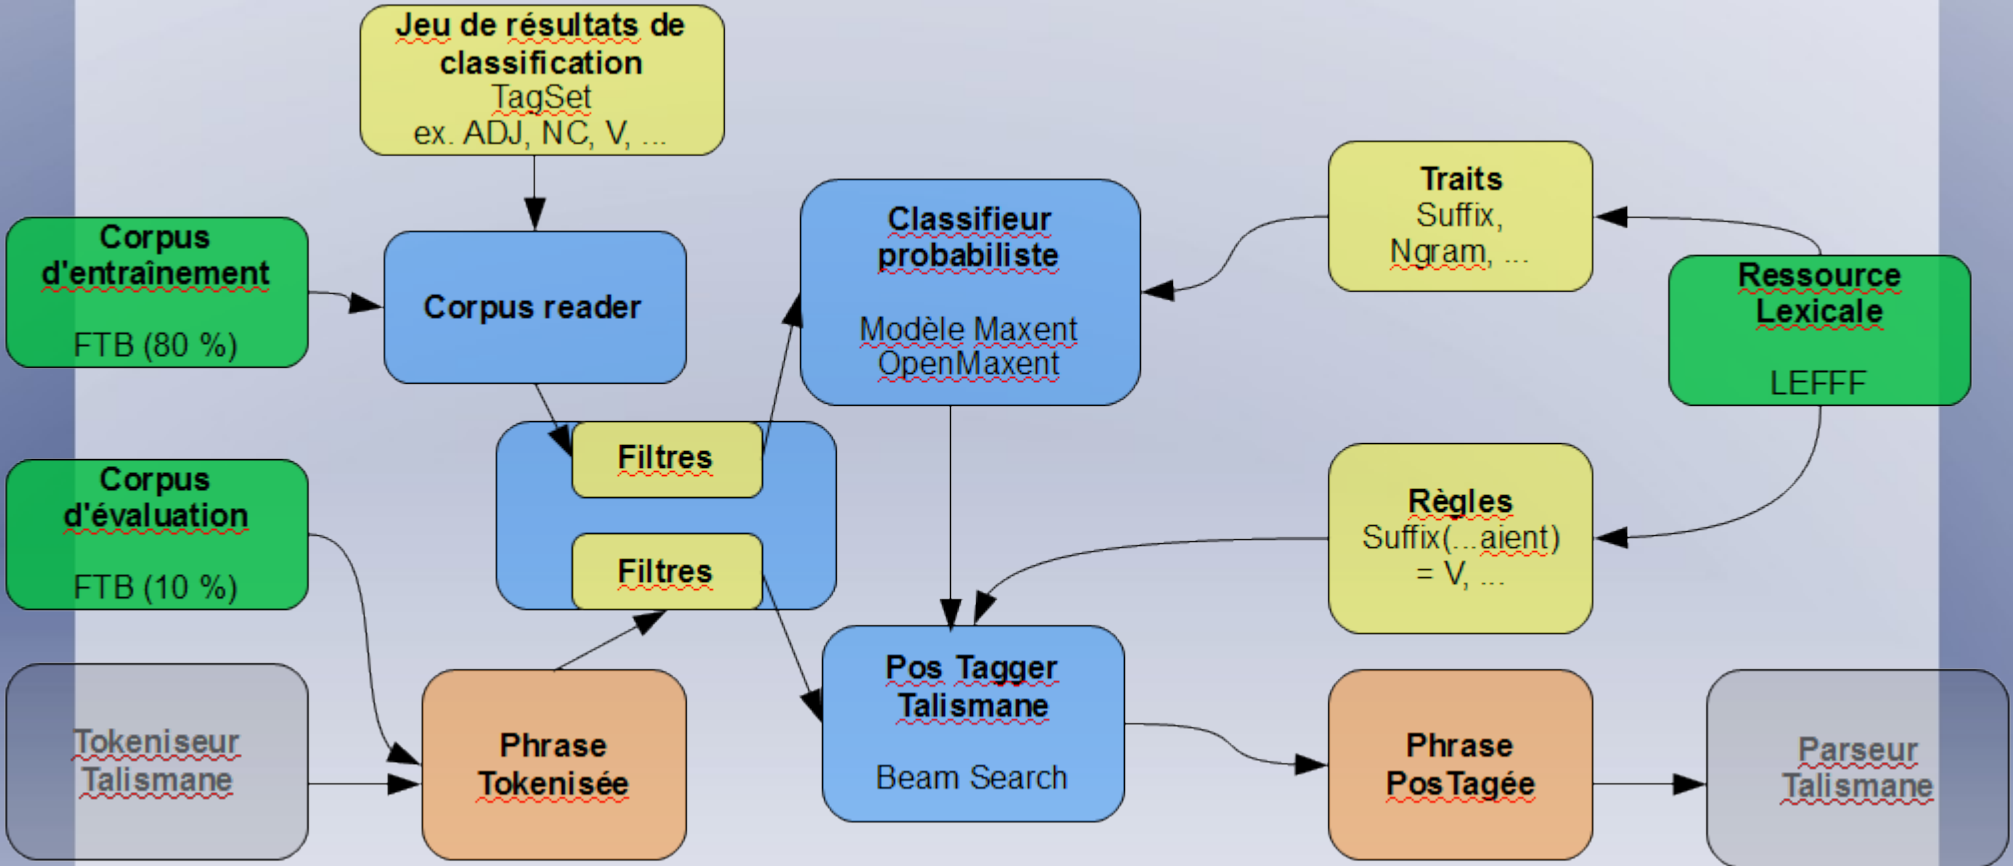 Jeu de résultats de
classification
TagSet
ex. ADJ, NC, V, ...
Corpus
d'entraînement
FTB (80 %)
Corpus reader
Classifieur
probabiliste
Modèle Maxent
OpenMaxent
Traits
Suffix,
Ngram, ...
Ressource
Lexicale
LEFFF
Filtres
Filtres
Corpus
d'évaluation
FTB (10 %)
Règles
Suffix(...aient)
= V, ...
Tokeniseur
Talismane
Phrase
Tokenisée
Pos Tagger
Talismane
Beam Search
Phrase
PosTagée
Parseur
Talismane